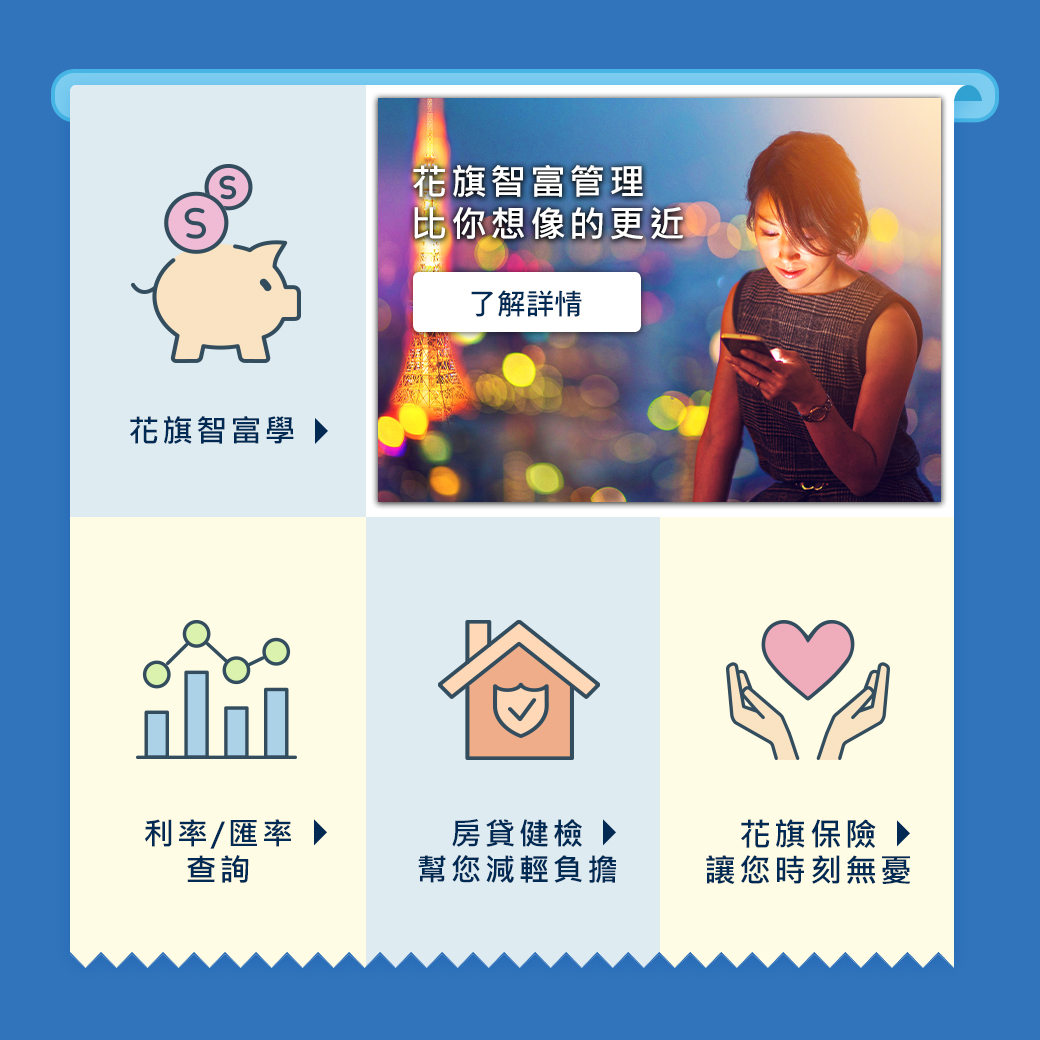 S
S
花旗智富管理
比你想像的更近
了解詳情
花旗智富學
利率/匯率
查詢
房貸健檢
幫您減輕負擔
花旗保險
讓您時刻無憂